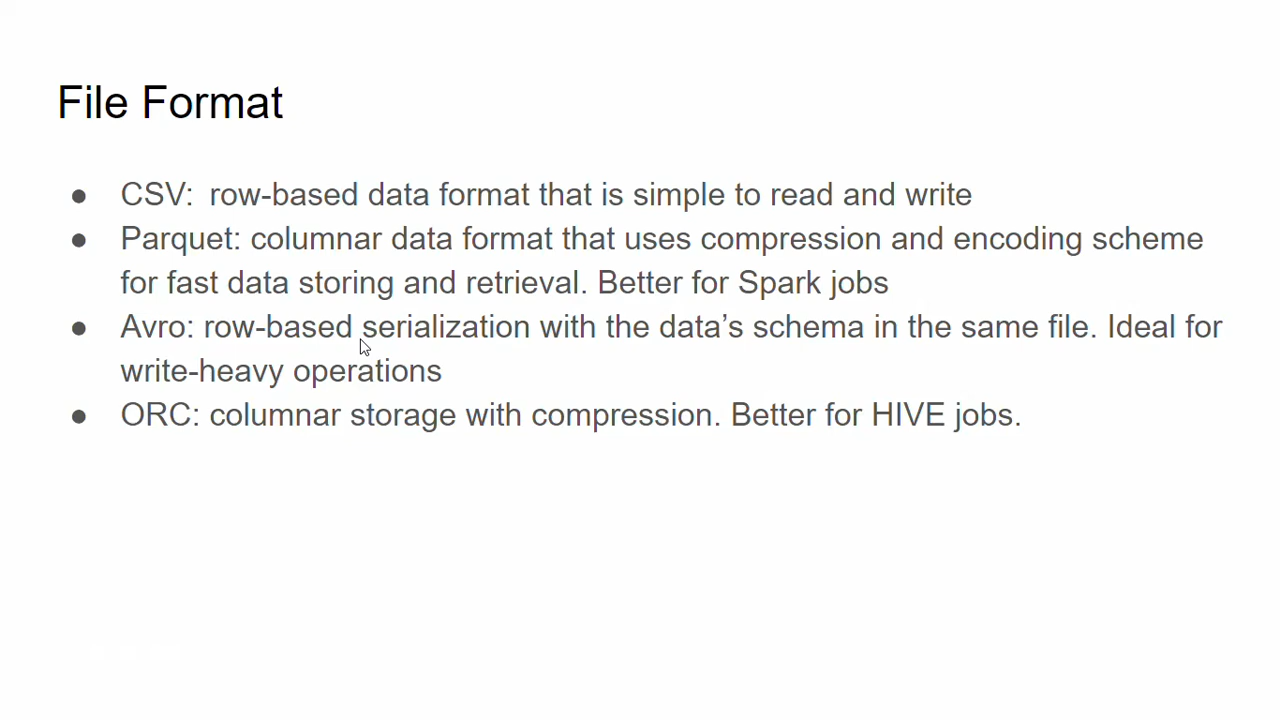 File Format
● CSV:  row-based data format that is simple to read and write
● Parquet: columnar data format that uses compression and encoding scheme
for fast data storing and retrieval. Better for Spark jobs
● Avro: row-based serialization with the data’s schema in the same file. Ideal for
write-heavy operations
● ORC: columnar storage with compression. Better for HIVE jobs.